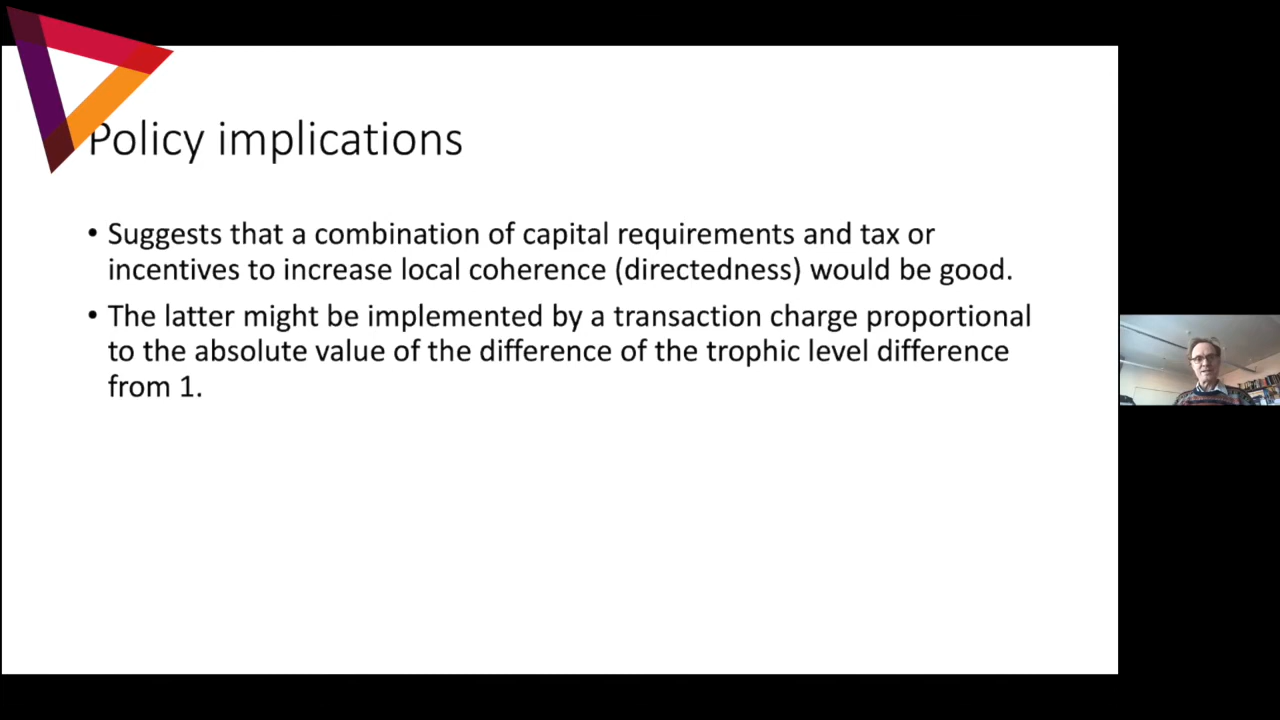 Policy implications
• Suggests that a combination of capital requirements and tax or
incentives to increase local coherence (directedness) would be good.
• The latter might be implemented by a transaction charge proportional
to the absolute value of the difference of the trophic level difference
from 1.